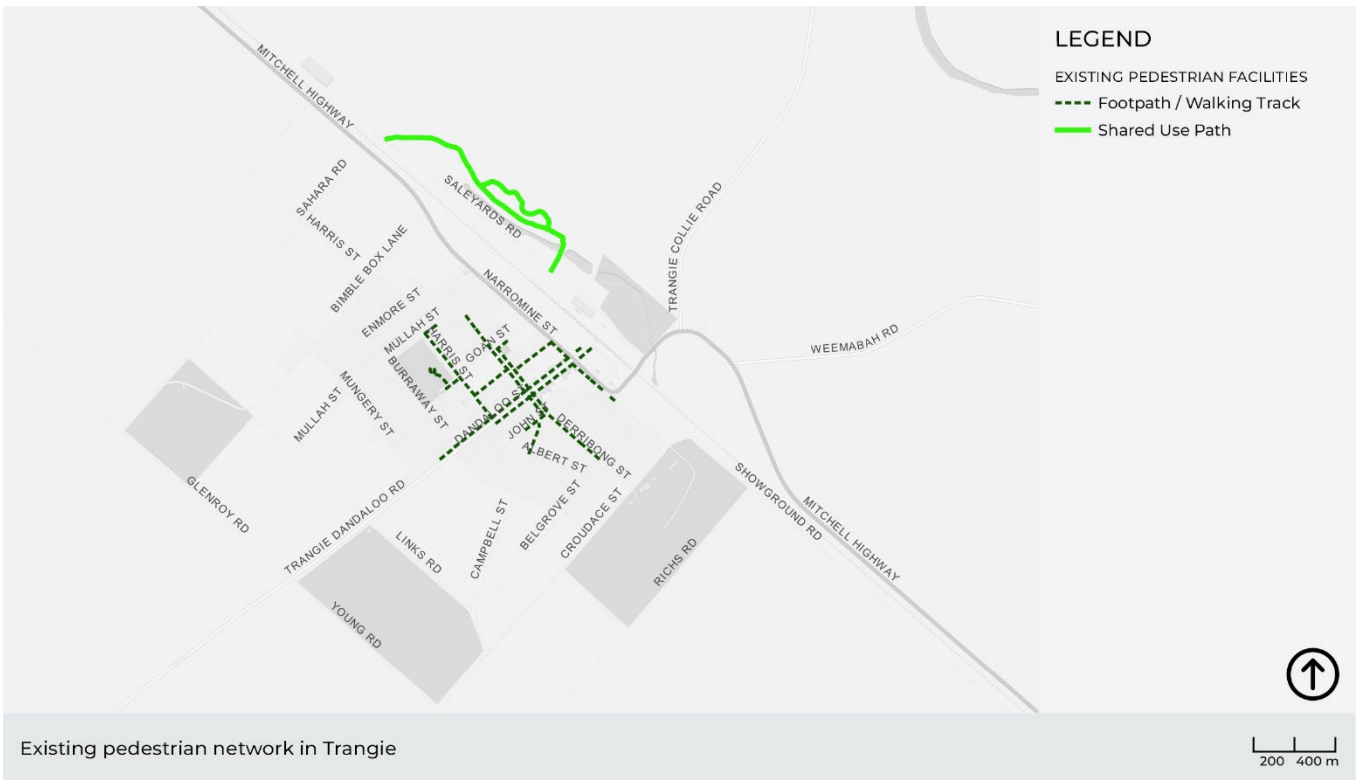 LEGEND
EXISTING PEDESTRIAN FACILITIES
Footpath / Walking Track
Shared Use Path
MITCHELL HIGHWAY
SAHARA RD
HARRIS ST
BIMBLE BOX LANE
SALEYARDS RD
TRANGIE COLLIE ROAD
NARROMINE ST
WEEMABAH RD
ENMORE ST
MULLAH ST
HARRIS ST
GOAN ST
BURRAWAY ST
MUNGERY ST
MULLAH ST
DANDALOO ST
JOHN ST
DERRIBONG ST
ALBERT ST
GLENROY RD
TRANGIE DANDALOO RD
LINKS RD
CAMPBELL ST
BELGROVE ST
CROUDACE ST
RICHS RD
SHOWGROUND RD
MITCHELL HIGHWAY
YOUNG RD
Existing pedestrian network in Trangie
200 400 m